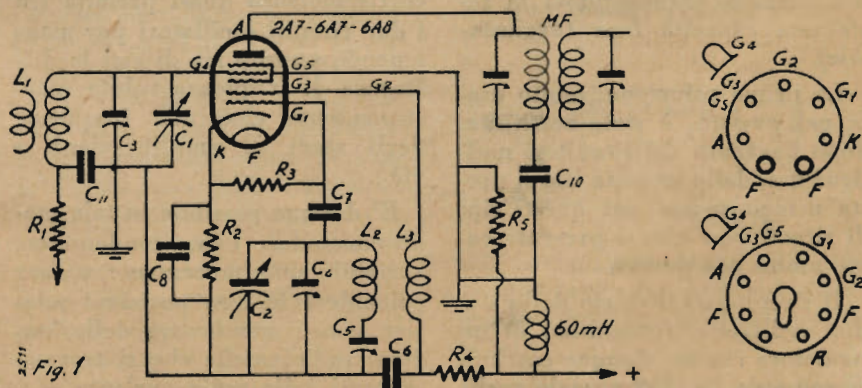 2A7-6A7-6A8
A
MF
L1
G4
G5
G3
G2
G1
K
F
C3
C1
C11
R1
R3
C7
C10
R5
R2
C8
C2
C4
L2
L3
C5
C6
R4
60mH
+
2511
Fig. 1
G4
G2
G3
G5
G1
A
K
F
F
G4
G3 G5
G1
A
G2
F
F
R